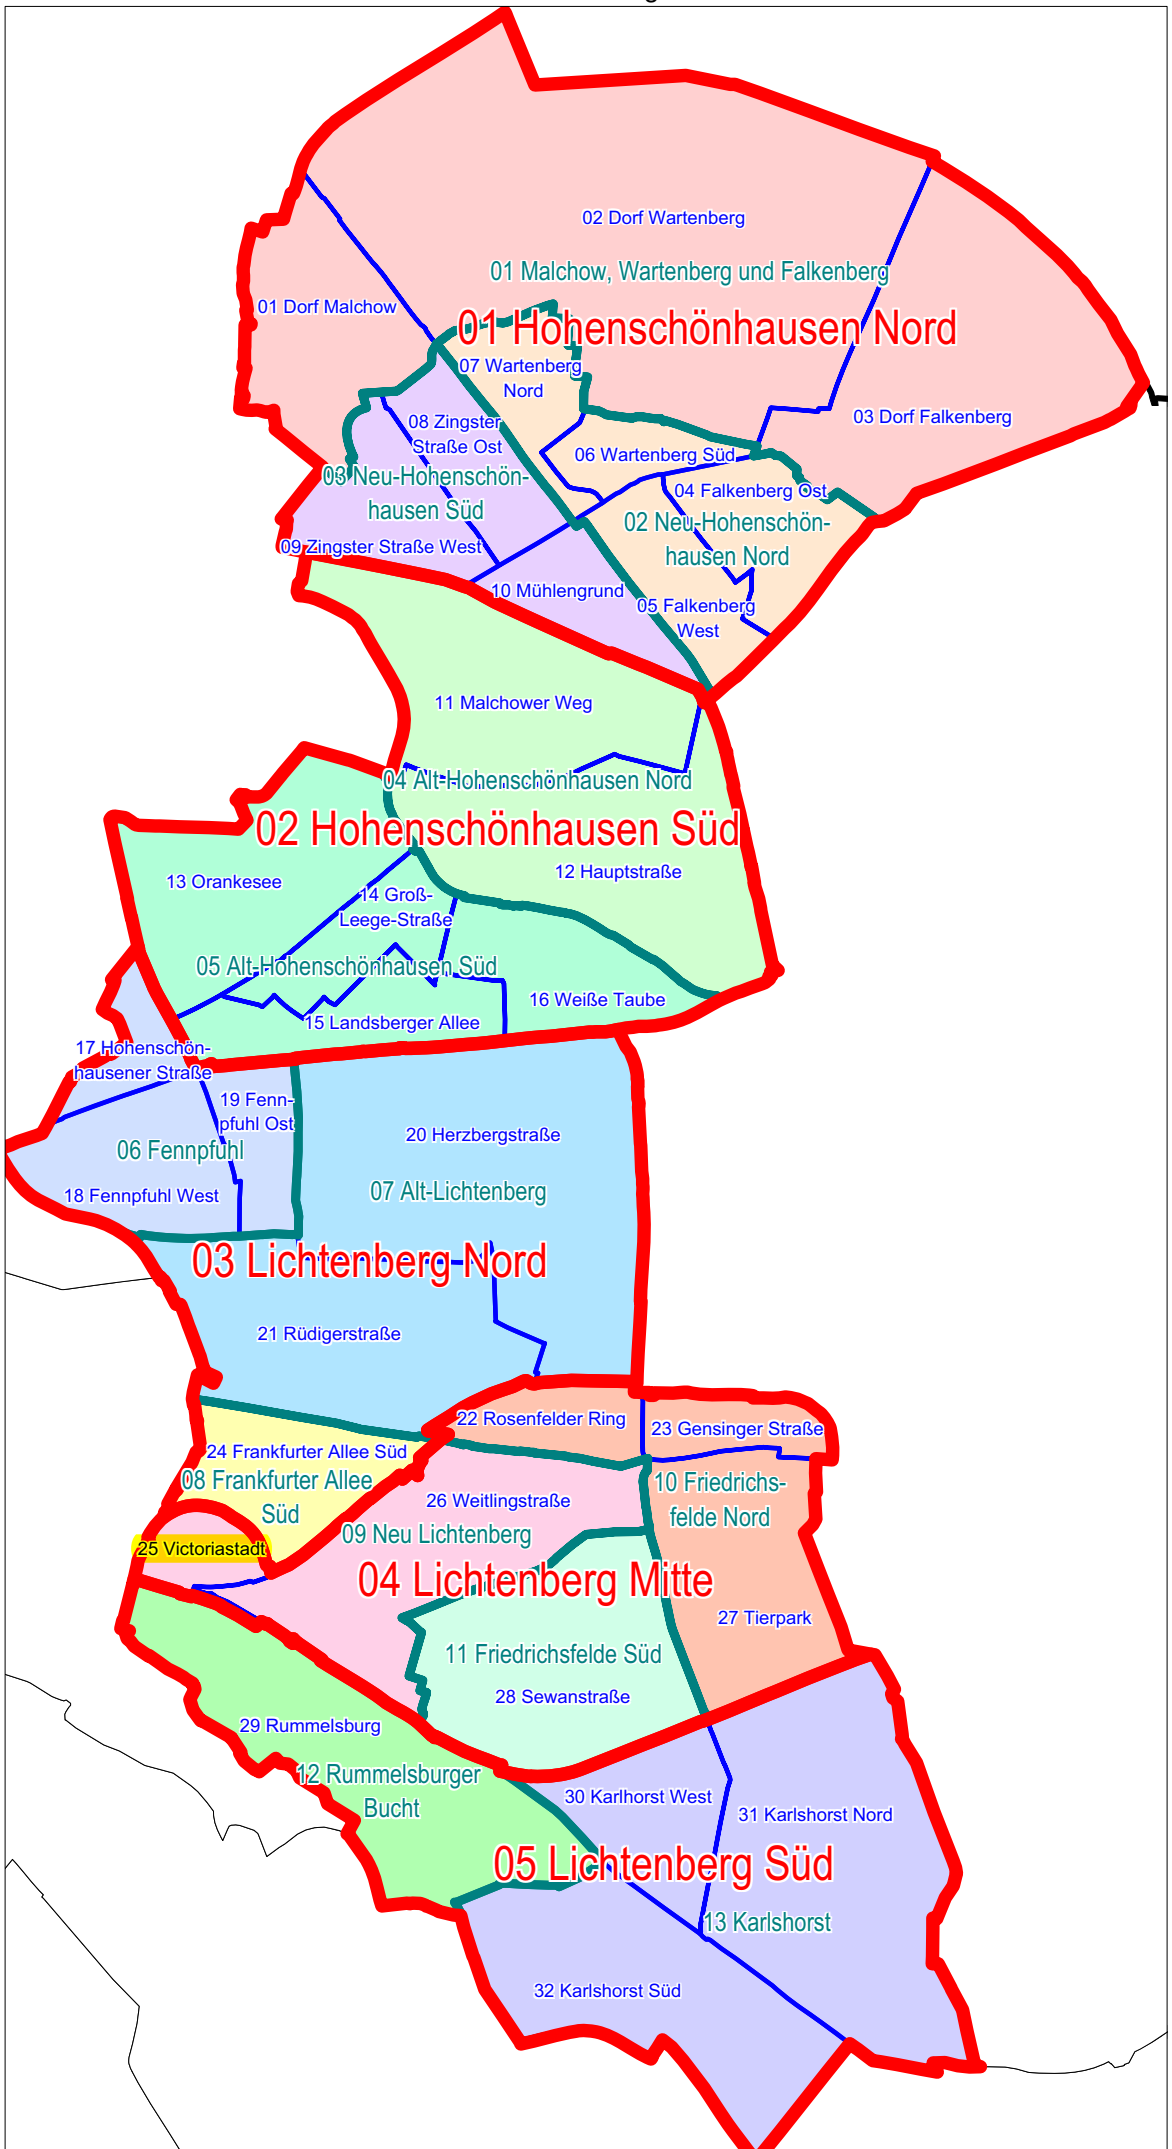 02 Dorf Wartenberg
01 Malchow, Wartenberg und Falkenberg
01 Dorf Malchow
01 Hohenschönhausen Nord
07 Wartenberg
Nord
03 Dorf Falkenberg
08 Zingster
Straße Ost
06 Wartenberg Süd
03 Neu-Hohenschön-
hausen Süd
04 Falkenberg Ost
02 Neu-Hohenschön-
hausen Nord
09 Zingster Straße West
10 Mühlengrund
05 Falkenberg
West
11 Malchower Weg
04 Alt-Hohenschönhausen Nord
02 Hohenschönhausen Süd
12 Hauptstraße
13 Orankesee
14 Groß-
Leege-Straße
05 Alt-Hohenschönhausen Süd
16 Weiße Taube
15 Landsberger Allee
17 Hohenschön-
hausener Straße
19 Fenn-
pfuhl Ost
20 Herzbergstraße
06 Fennpfuhl
18 Fennpfuhl West
07 Alt-Lichtenberg
03 Lichtenberg Nord
21 Rüdigerstraße
22 Rosenfelder Ring
23 Gensinger Straße
24 Frankfurter Allee Süd
08 Frankfurter Allee
Süd
10 Friedrichs-
felde Nord
26 Weitlingstraße
09 Neu Lichtenberg
25 Victoriastadt
04 Lichtenberg Mitte
27 Tierpark
11 Friedrichsfelde Süd
28 Sewanstraße
29 Rummelsburg
12 Rummelsburger
Bucht
30 Karlhorst West
31 Karlshorst Nord
05 Lichtenberg Süd
13 Karlshorst
32 Karlshorst Süd